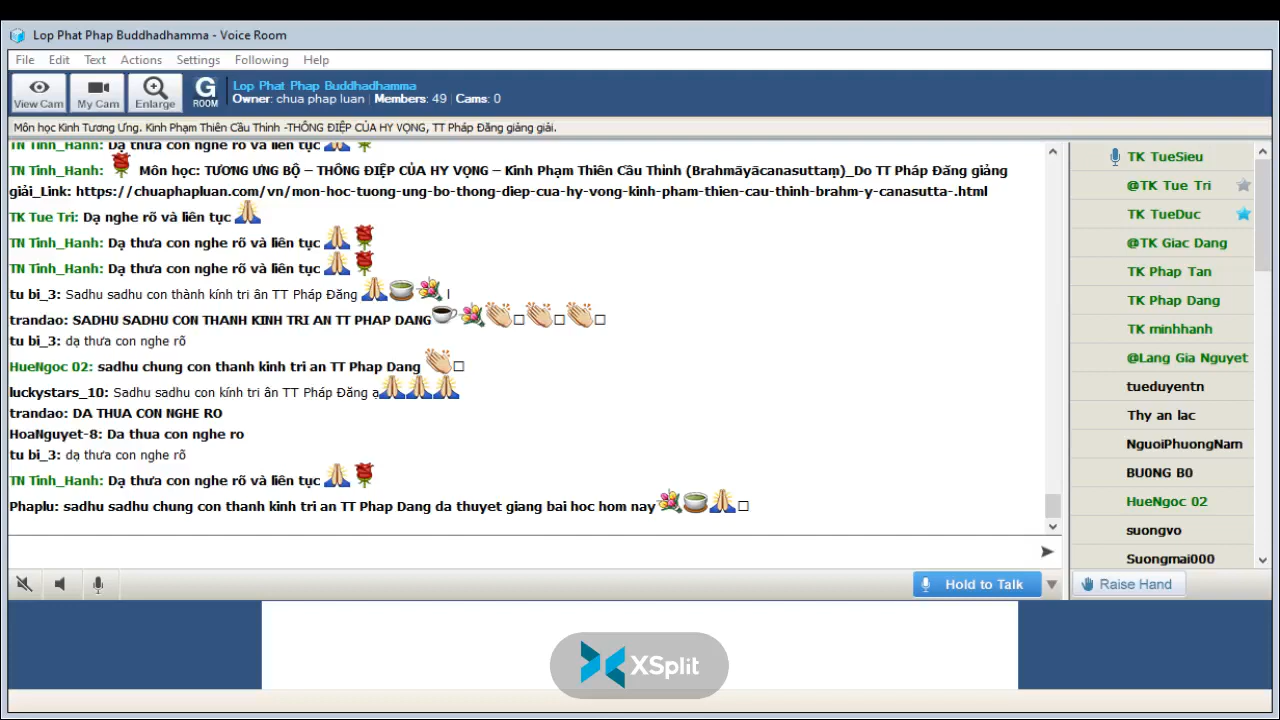 Lop Phat Phap Buddhadhamma - Voice Room
File Edit Text Actions Settings Following Help
View Cam My Cam Enlarge G ROOM
Lop Phat Phap Buddhadhamma
Owner: chua phap luan | Members: 49 | Cams: 0
Môn học Kinh Tương Ưng. Kinh Phạm Thiên Cầu Thỉnh -THÔNG ĐIỆP CỦA HY VỌNG, TT Pháp Đăng giảng giải.
TN Tinh_Hanh: Dạ thưa con nghe rõ và liên tục
TN Tinh_Hanh: Môn học: TƯƠNG ƯNG BỘ – THÔNG ĐIỆP CỦA HY VỌNG – Kinh Phạm Thiên Cầu Thỉnh (Brahmāyācanasuttaṃ)_Do TT Pháp Đăng giảng
giải_Link: https://chuaphapluan.com/vn/mon-hoc-tuong-ung-bo-thong-diep-cua-hy-vong-kinh-pham-thien-cau-thinh-brahm-y-canasutta-.html
TK Tue Tri: Dạ nghe rõ và liên tục
TN Tinh_Hanh: Dạ thưa con nghe rõ và liên tục
TN Tinh_Hanh: Dạ thưa con nghe rõ và liên tục
tu bi_3: Sadhu sadhu con thành kính tri ân TT Pháp Đăng
trandao: SADHU SADHU CON THANH KINH TRI AN TT PHAP DANG
tu bi_3: dạ thưa con nghe rõ
HueNgoc 02: sadhu chung con thanh kinh tri an TT Phap Dang
luckystars_10: Sadhu sadhu con kính tri ân TT Pháp Đăng ạ
trandao: DA THUA CON NGHE RO
HoaNguyet-8: Da thua con nghe ro
tu bi_3: dạ thưa con nghe rõ
TN Tinh_Hanh: Dạ thưa con nghe rõ và liên tục
Phaplu: sadhu sadhu chung con thanh kinh tri an TT Phap Dang da thuyet giang bai hoc hom nay
Hold to Talk
TK TueSieu
@TK Tue Tri
TK TueDuc
@TK Giac Dang
TK Phap Tan
TK Phap Dang
TK minhhanh
@Lang Gia Nguyet
tueduyentn
Thy an lac
NguoiPhuongNam
BU0NG B0
HueNgoc 02
suongvo
Suongmai000
Raise Hand
XSplit